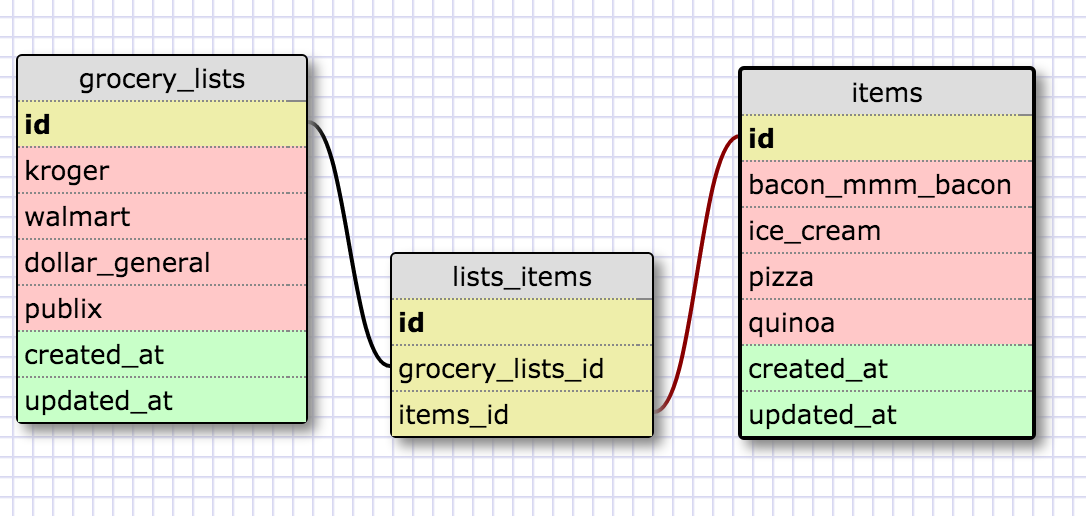 grocery_lists
id
kroger
walmart
dollar_general
publix
created_at
updated_at
lists_items
id
grocery_lists_id
items_id
items
id
bacon_mmm_bacon
ice_cream
pizza
quinoa
created_at
updated_at